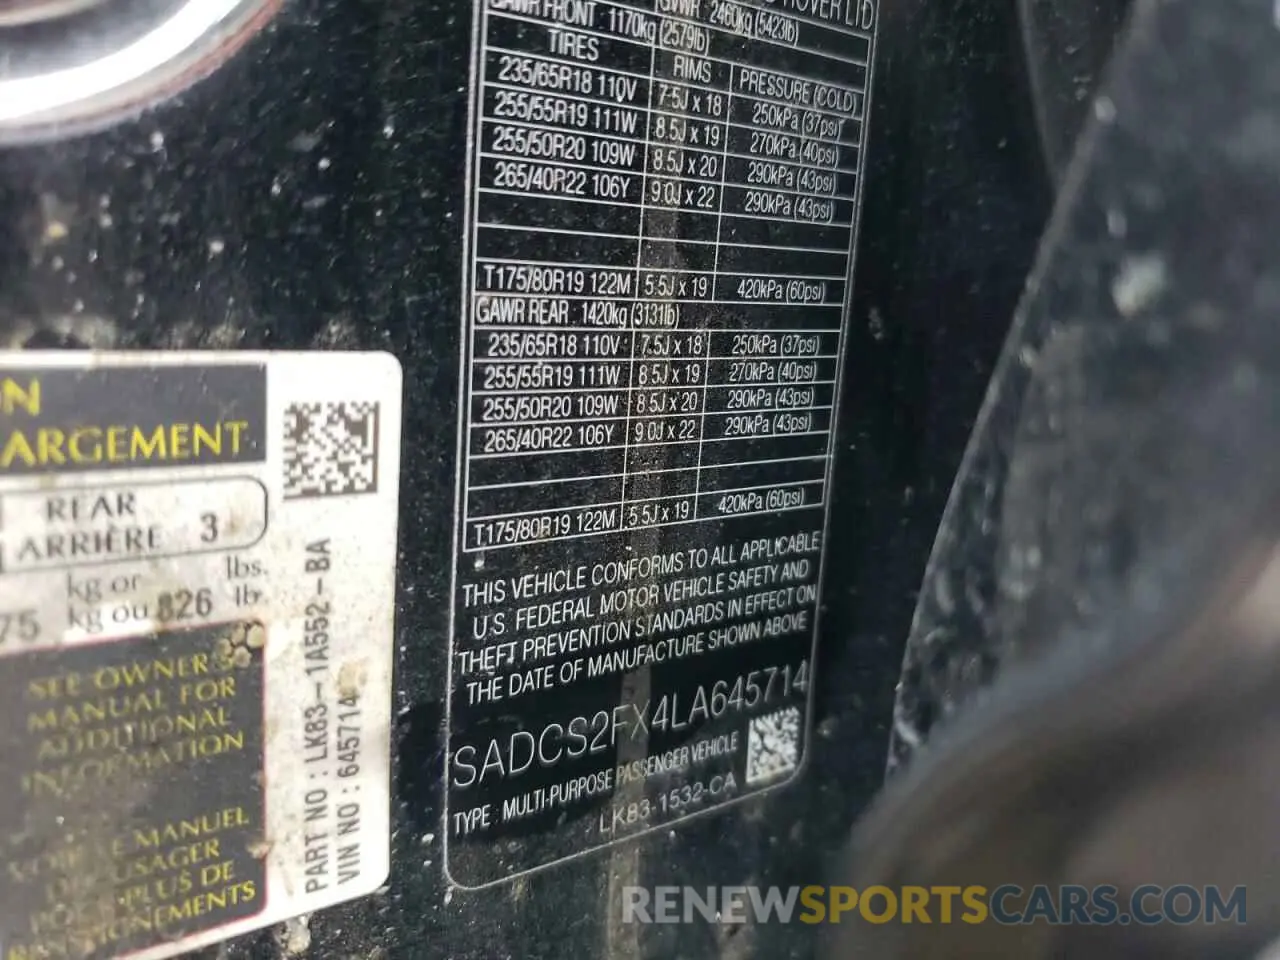 ROVER LTD
GVWR : 2460kg (5423lb)
GAWR FRONT : 1170kg (2579lb)
TIRES RIMS PRESSURE (COLD)
235/65R18 110V 7.5J x 18 250kPa (37psi)
255/55R19 111W 8.5J x 19 270kPa (40psi)
255/50R20 109W 8.5J x 20 290kPa (43psi)
265/40R22 106Y 9.0J x 22 290kPa (43psi)
T175/80R19 122M 5.5J x 19 420kPa (60psi)
GAWR REAR : 1420kg (3131lb)
235/65R18 110V 7.5J x 18 250kPa (37psi)
255/55R19 111W 8.5J x 19 270kPa (40psi)
255/50R20 109W 8.5J x 20 290kPa (43psi)
265/40R22 106Y 9.0J x 22 290kPa (43psi)
T175/80R19 122M 5.5J x 19 420kPa (60psi)
THIS VEHICLE CONFORMS TO ALL APPLICABLE
U.S. FEDERAL MOTOR VEHICLE SAFETY AND
THEFT PREVENTION STANDARDS IN EFFECT ON
THE DATE OF MANUFACTURE SHOWN ABOVE
SADCS2FX4LA645714
TYPE : MULTI-PURPOSE PASSENGER VEHICLE
LK83-1532-CA
ON
ARGEMENT
REAR
ARRIÈRE 3
kg or lbs.
75 kg ou 826 lb.
SEE OWNER'S
MANUAL FOR
ADDITIONAL
INFORMATION
MANUEL
USAGER
PLUS DE
PART NO : LK83-1A552-BA
VIN NO : 645714
RENEWSPORTSCARS.COM